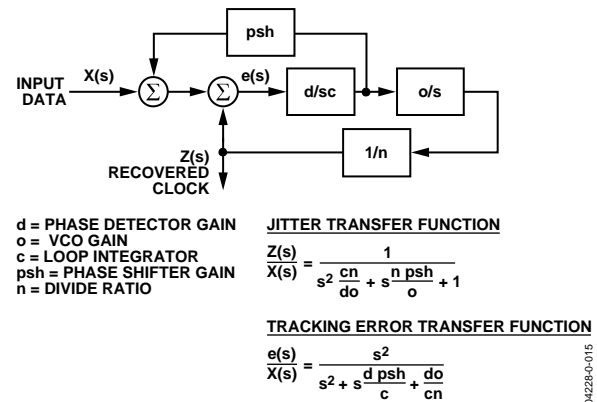 psh
X(s)
e(s)
INPUT
DATA
Σ
Σ
d/sc
o/s
1/n
Z(s)
RECOVERED
CLOCK
d = PHASE DETECTOR GAIN
o = VCO GAIN
c = LOOP INTEGRATOR
psh = PHASE SHIFTER GAIN
n = DIVIDE RATIO
JITTER TRANSFER FUNCTION
Z(s)/X(s) = 1/(s² cn/do + s n psh/o + 1)
TRACKING ERROR TRANSFER FUNCTION
e(s)/X(s) = s²/(s² + s d psh/c + do/cn)
04228-0-015